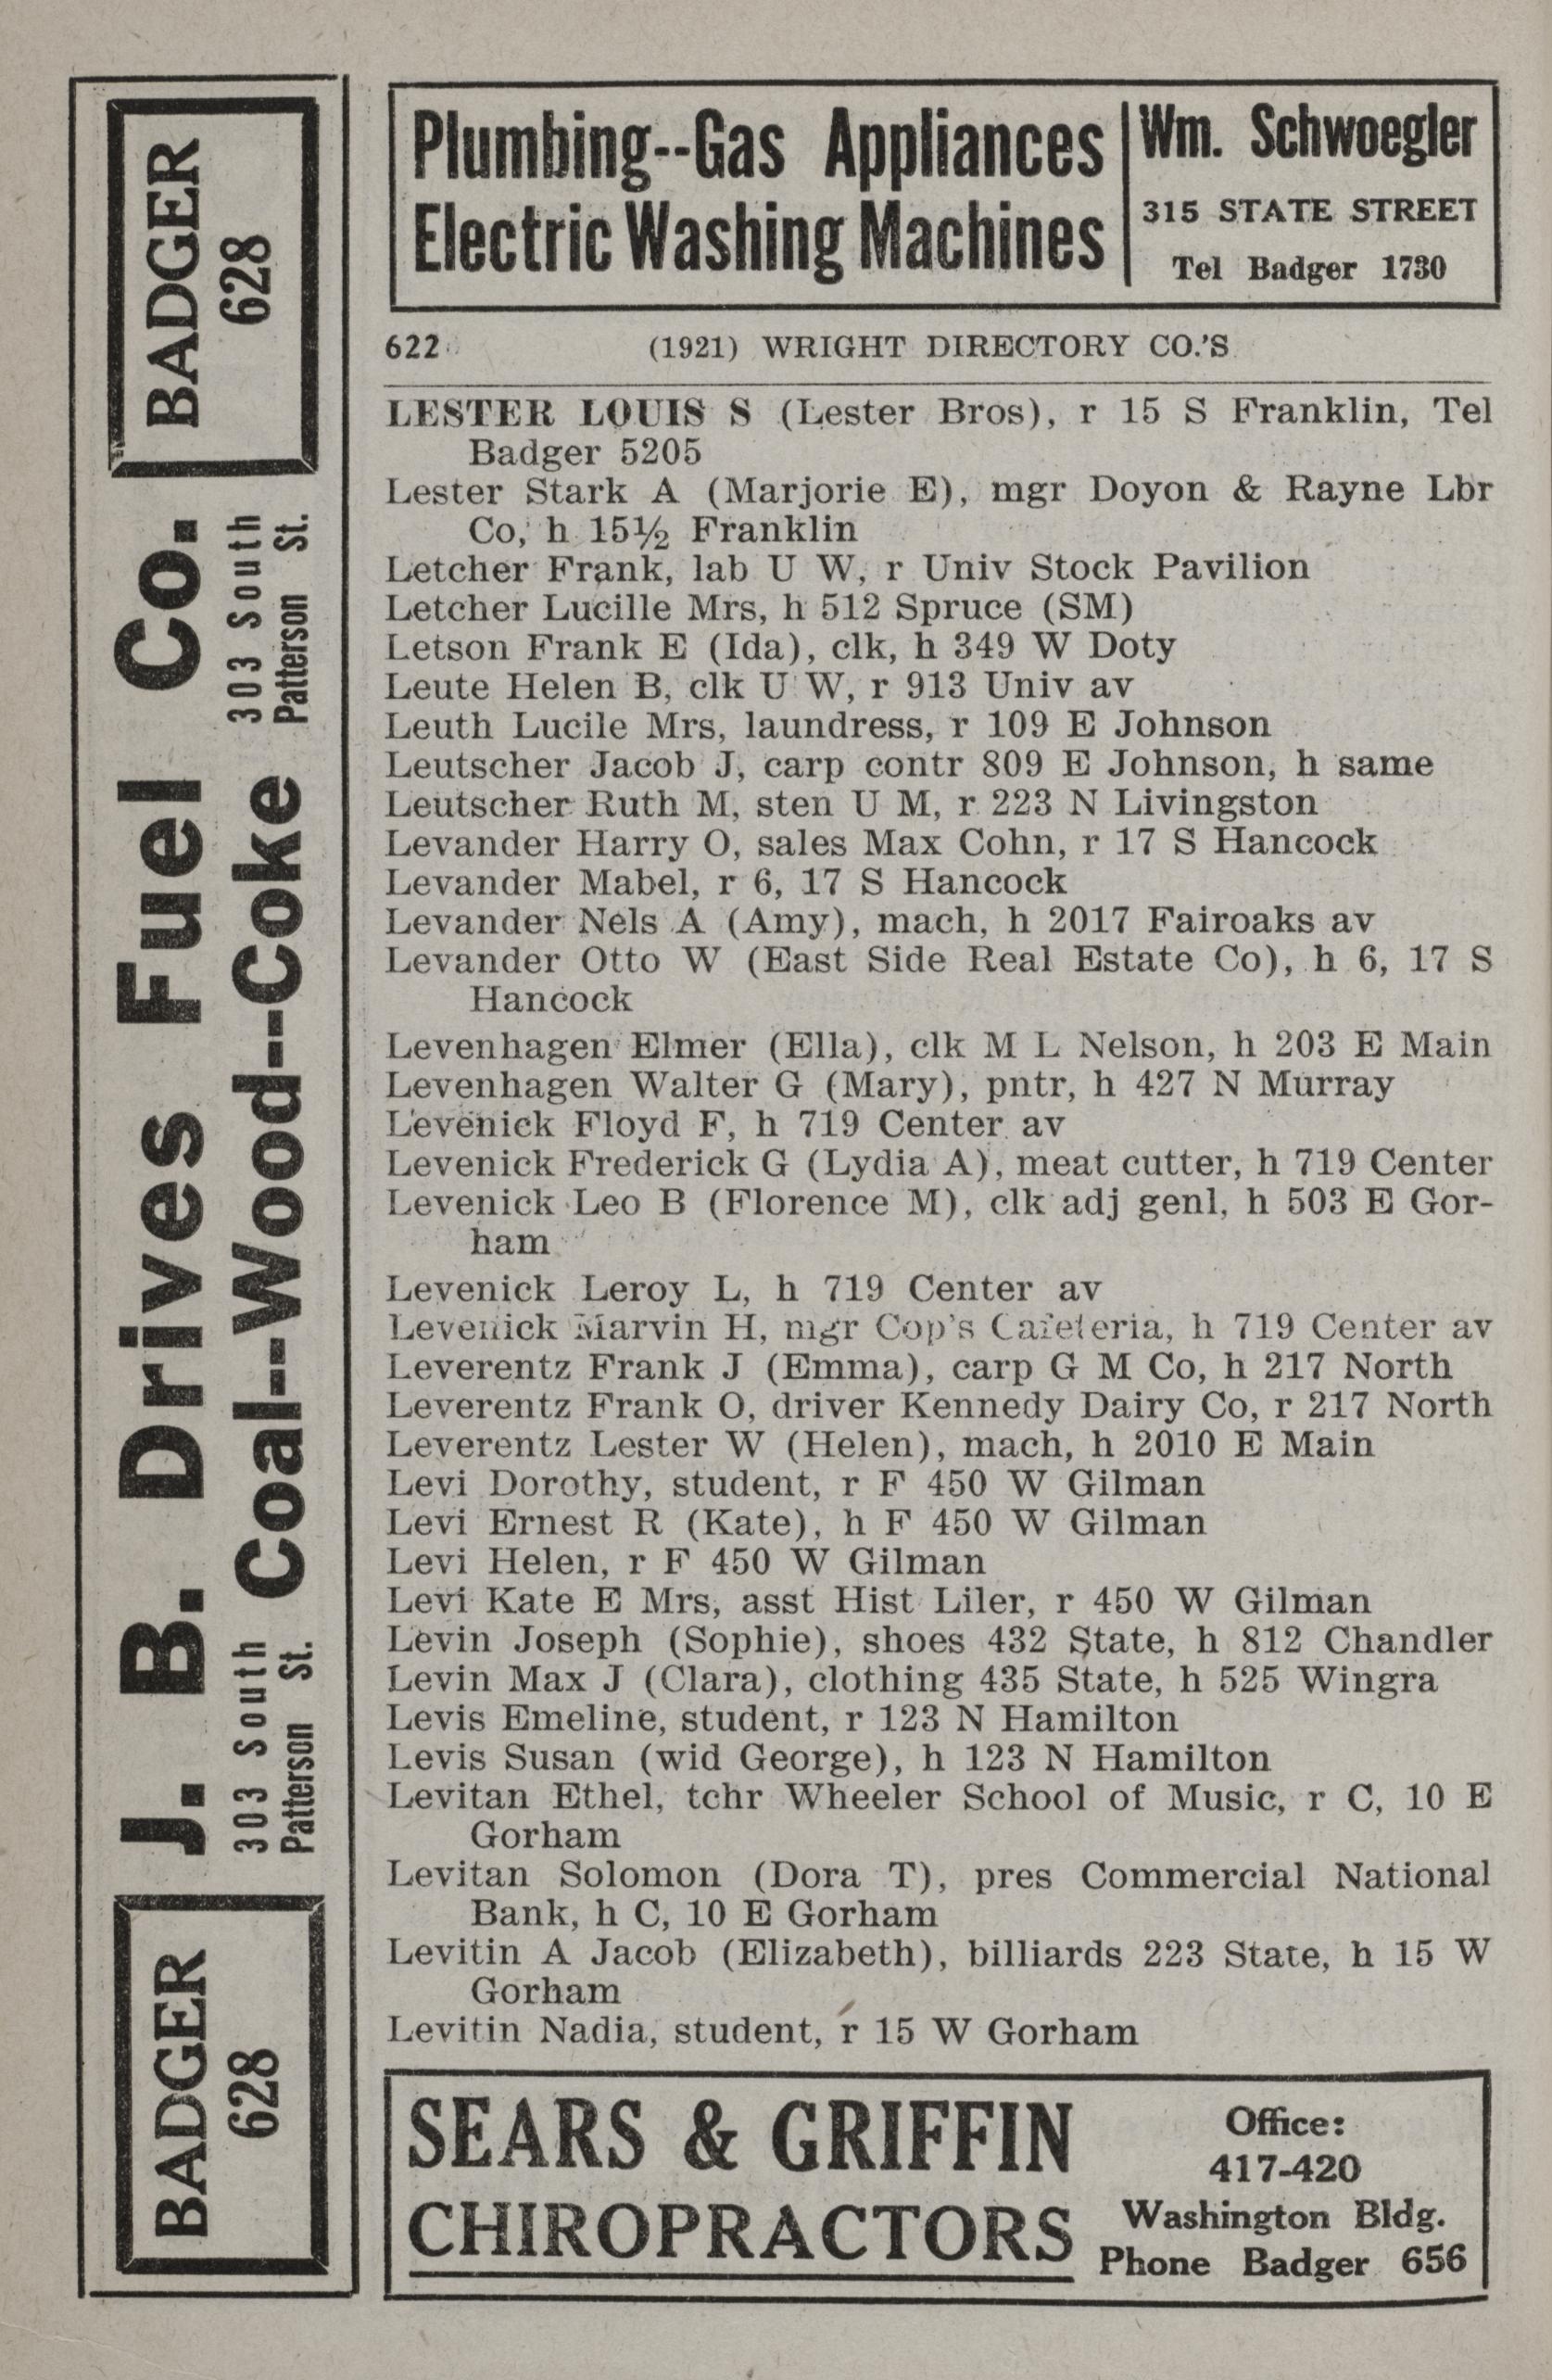 BADGER
628
J. B. Drives Fuel Co.
303 South
Patterson St.
Coal--Wood--Coke
303 South
Patterson St.
BADGER
628
Plumbing--Gas Appliances
Electric Washing Machines
Wm. Schwoegler
315 STATE STREET
Tel Badger 1730
622 (1921) WRIGHT DIRECTORY CO.'S
LESTER LOUIS S (Lester Bros), r 15 S Franklin, Tel
Badger 5205
Lester Stark A (Marjorie E), mgr Doyon & Rayne Lbr
Co, h 15½ Franklin
Letcher Frank, lab U W, r Univ Stock Pavilion
Letcher Lucille Mrs, h 512 Spruce (SM)
Letson Frank E (Ida), clk, h 349 W Doty
Leute Helen B, clk U W, r 913 Univ av
Leuth Lucile Mrs, laundress, r 109 E Johnson
Leutscher Jacob J, carp contr 809 E Johnson, h same
Leutscher Ruth M, sten U M, r 223 N Livingston
Levander Harry O, sales Max Cohn, r 17 S Hancock
Levander Mabel, r 6, 17 S Hancock
Levander Nels A (Amy), mach, h 2017 Fairoaks av
Levander Otto W (East Side Real Estate Co), h 6, 17 S
Hancock
Levenhagen Elmer (Ella), clk M L Nelson, h 203 E Main
Levenhagen Walter G (Mary), pntr, h 427 N Murray
Levenick Floyd F, h 719 Center av
Levenick Frederick G (Lydia A), meat cutter, h 719 Center
Levenick Leo B (Florence M), clk adj genl, h 503 E Gor-
ham
Levenick Leroy L, h 719 Center av
Levenick Marvin H, mgr Cop's Cafeteria, h 719 Center av
Leverentz Frank J (Emma), carp G M Co, h 217 North
Leverentz Frank O, driver Kennedy Dairy Co, r 217 North
Leverentz Lester W (Helen), mach, h 2010 E Main
Levi Dorothy, student, r F 450 W Gilman
Levi Ernest R (Kate), h F 450 W Gilman
Levi Helen, r F 450 W Gilman
Levi Kate E Mrs, asst Hist Liler, r 450 W Gilman
Levin Joseph (Sophie), shoes 432 State, h 812 Chandler
Levin Max J (Clara), clothing 435 State, h 525 Wingra
Levis Emeline, student, r 123 N Hamilton
Levis Susan (wid George), h 123 N Hamilton
Levitan Ethel, tchr Wheeler School of Music, r C, 10 E
Gorham
Levitan Solomon (Dora T), pres Commercial National
Bank, h C, 10 E Gorham
Levitin A Jacob (Elizabeth), billiards 223 State, h 15 W
Gorham
Levitin Nadia, student, r 15 W Gorham
SEARS & GRIFFIN
CHIROPRACTORS
Office:
417-420
Washington Bldg.
Phone Badger 656